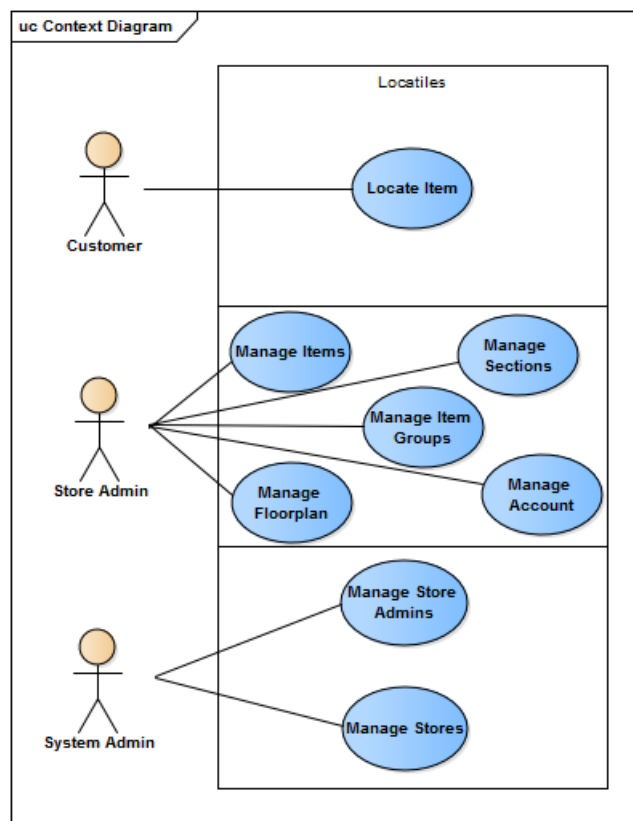 uc Context Diagram
Locatiles
Locate Item
Customer
Manage Items
Manage
Sections
Manage Item
Groups
Store Admin
Manage
Floorplan
Manage
Account
Manage Store
Admins
System Admin
Manage Stores